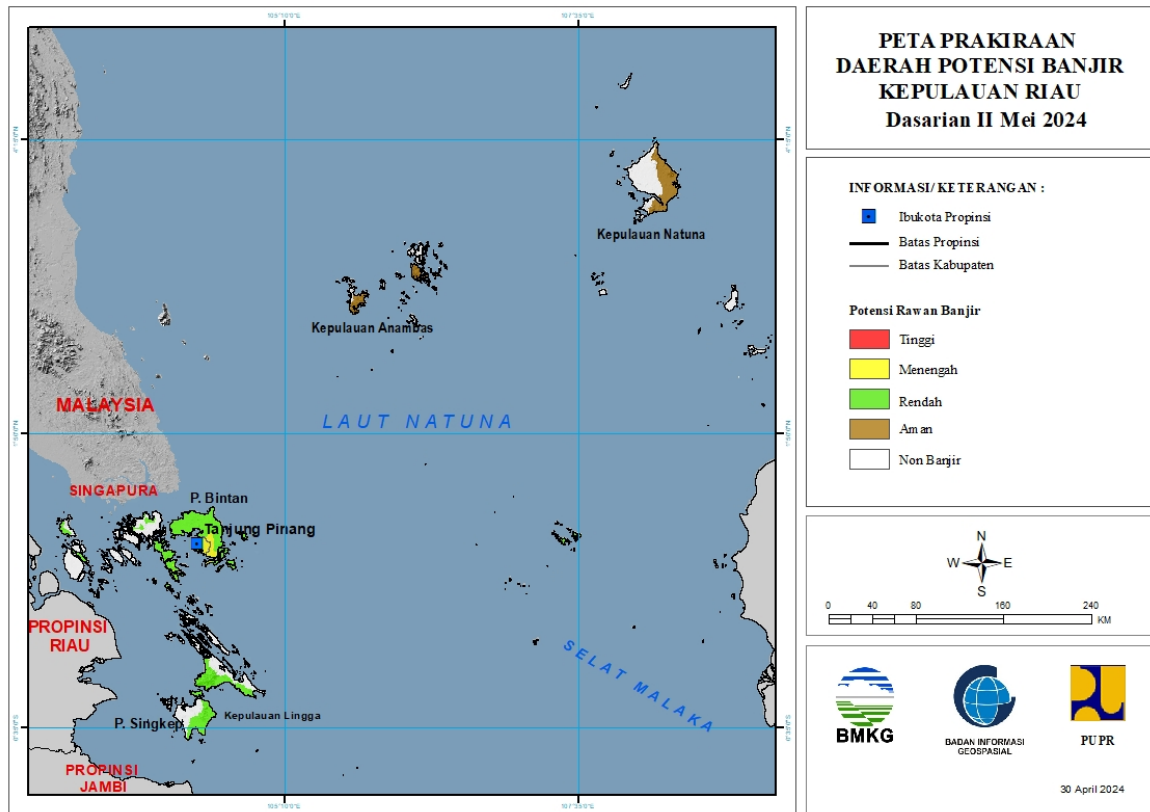 PETA PRAKIRAAN
DAERAH POTENSI BANJIR
KEPULAUAN RIAU
Dasarian II Mei 2024
INFORMASI/ KETERANGAN :
Ibukota Propinsi
Batas Propinsi
Batas Kabupaten
Potensi Rawan Banjir
Tinggi
Menengah
Rendah
Aman
Non Banjir
N
W
E
S
0 40 80 160 240
KM
BMKG
BADAN INFORMASI
GEOSPASIAL
PUPR
30 April 2024
Kepulauan Natuna
Kepulauan Anambas
MALAYSIA
LAUT NATUNA
SINGAPURA
P. Bintan
Tanjung Pinang
PROPINSI
RIAU
SELAT MALAKA
P. Singkep
Kepulauan Lingga
PROPINSI
JAMBI